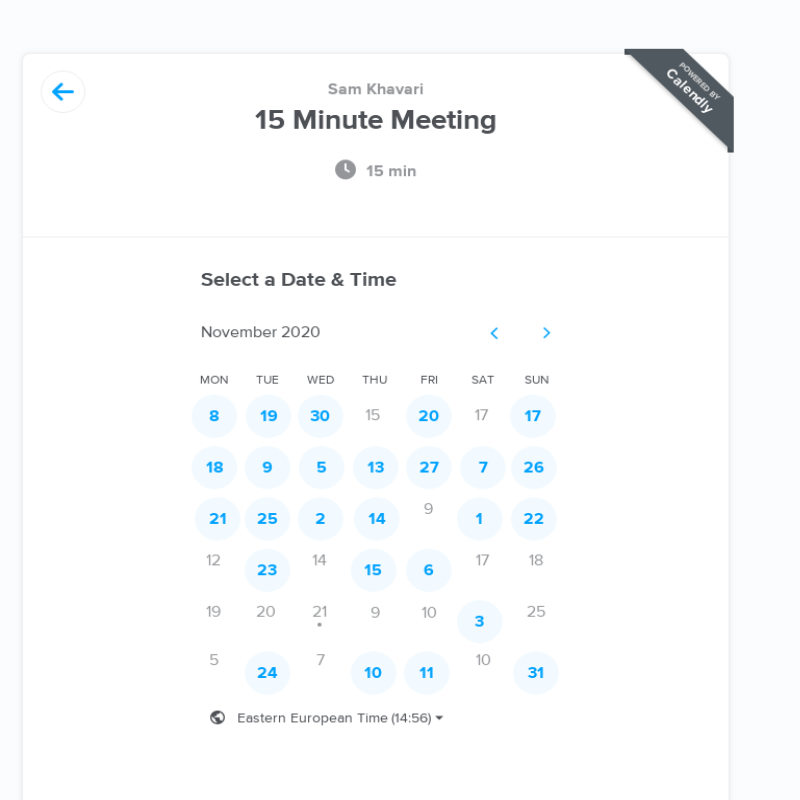 POWERED BY
Calendly
Sam Khavari
15 Minute Meeting
15 min
Select a Date & Time
November 2020
MON TUE WED THU FRI SAT SUN
8 19 30 15 20 17 17
18 9 5 13 27 7 26
21 25 2 14 9 1 22
12 23 14 15 6 17 18
19 20 21 9 10 3 25
5 24 7 10 11 10 31
Eastern European Time (14:56)